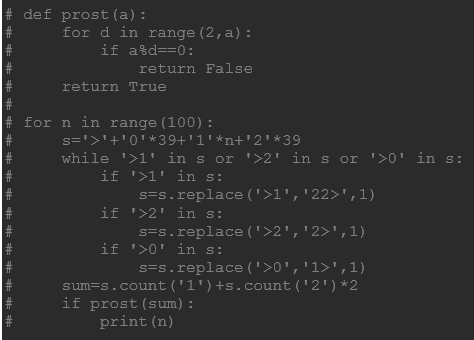 # def prost(a):
#     for d in range(2,a):
#         if a%d==0:
#             return False
#     return True
#
# for n in range(100):
#     s='>'+'0'*39+'1'*n+'2'*39
#     while '>1' in s or '>2' in s or '>0' in s:
#         if '>1' in s:
#             s=s.replace('>1','22>',1)
#         if '>2' in s:
#             s=s.replace('>2','2>',1)
#         if '>0' in s:
#             s=s.replace('>0','1>',1)
#     sum=s.count('1')+s.count('2')*2
#     if prost(sum):
#         print(n)